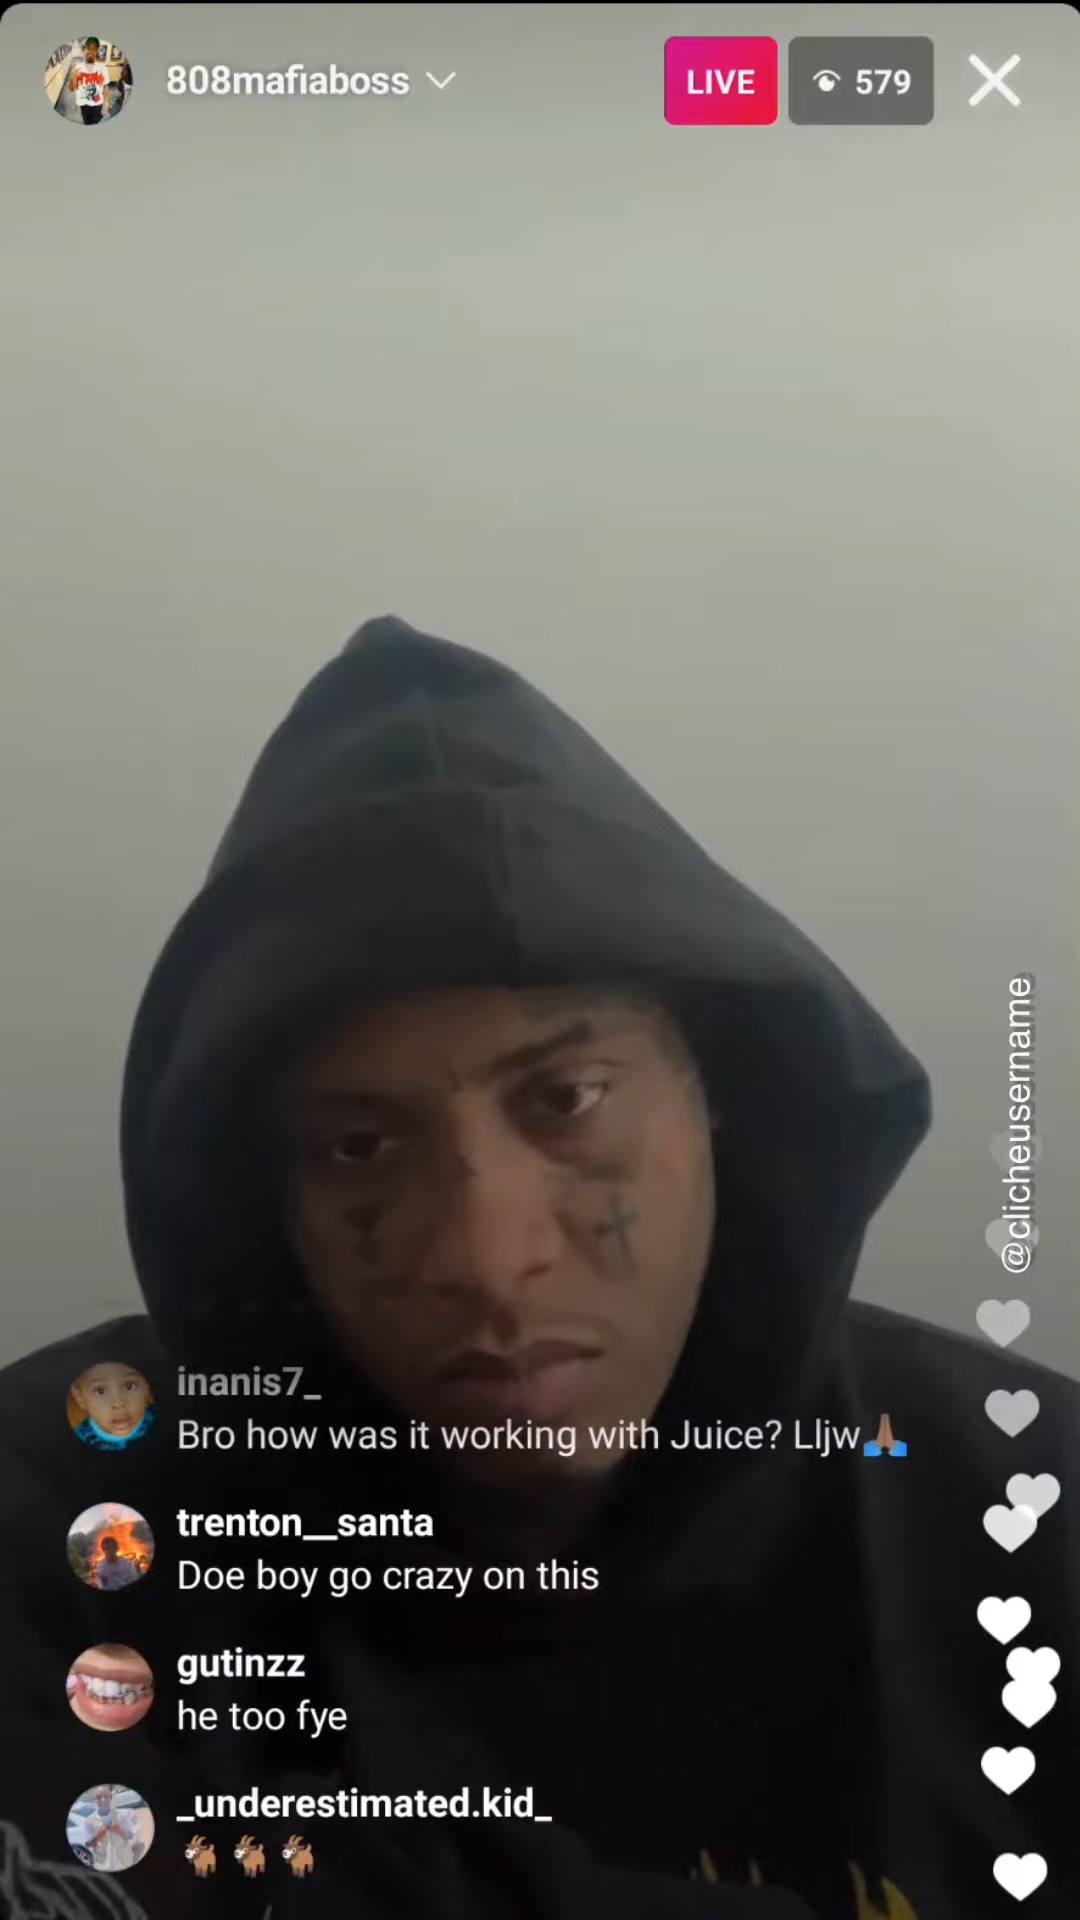 808mafiaboss
LIVE
579
@clicheusername
inanis7_
Bro how was it working with Juice? Lljw🙏🏾
trenton__santa
Doe boy go crazy on this
gutinzz
he too fye
_underestimated.kid_
🐐🐐🐐